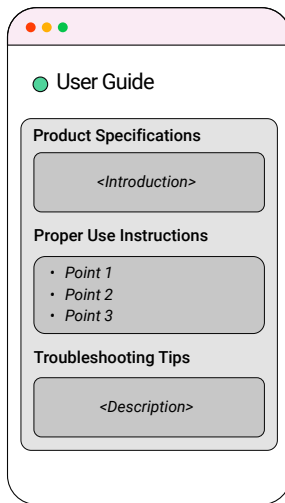 User Guide
Product Specifications
<Introduction>
Proper Use Instructions
• Point 1
• Point 2
• Point 3
Troubleshooting Tips
<Description>